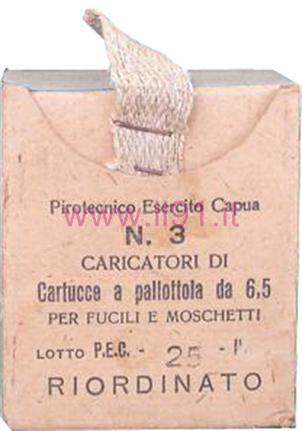 Pirotecnico Esercito Capua
www.il91.it
N. 3
CARICATORI DI
Cartucce a pallottola da 6,5
PER FUCILI E MOSCHETTI
LOTTO P.E.C. - 25 - I'
RIORDINATO